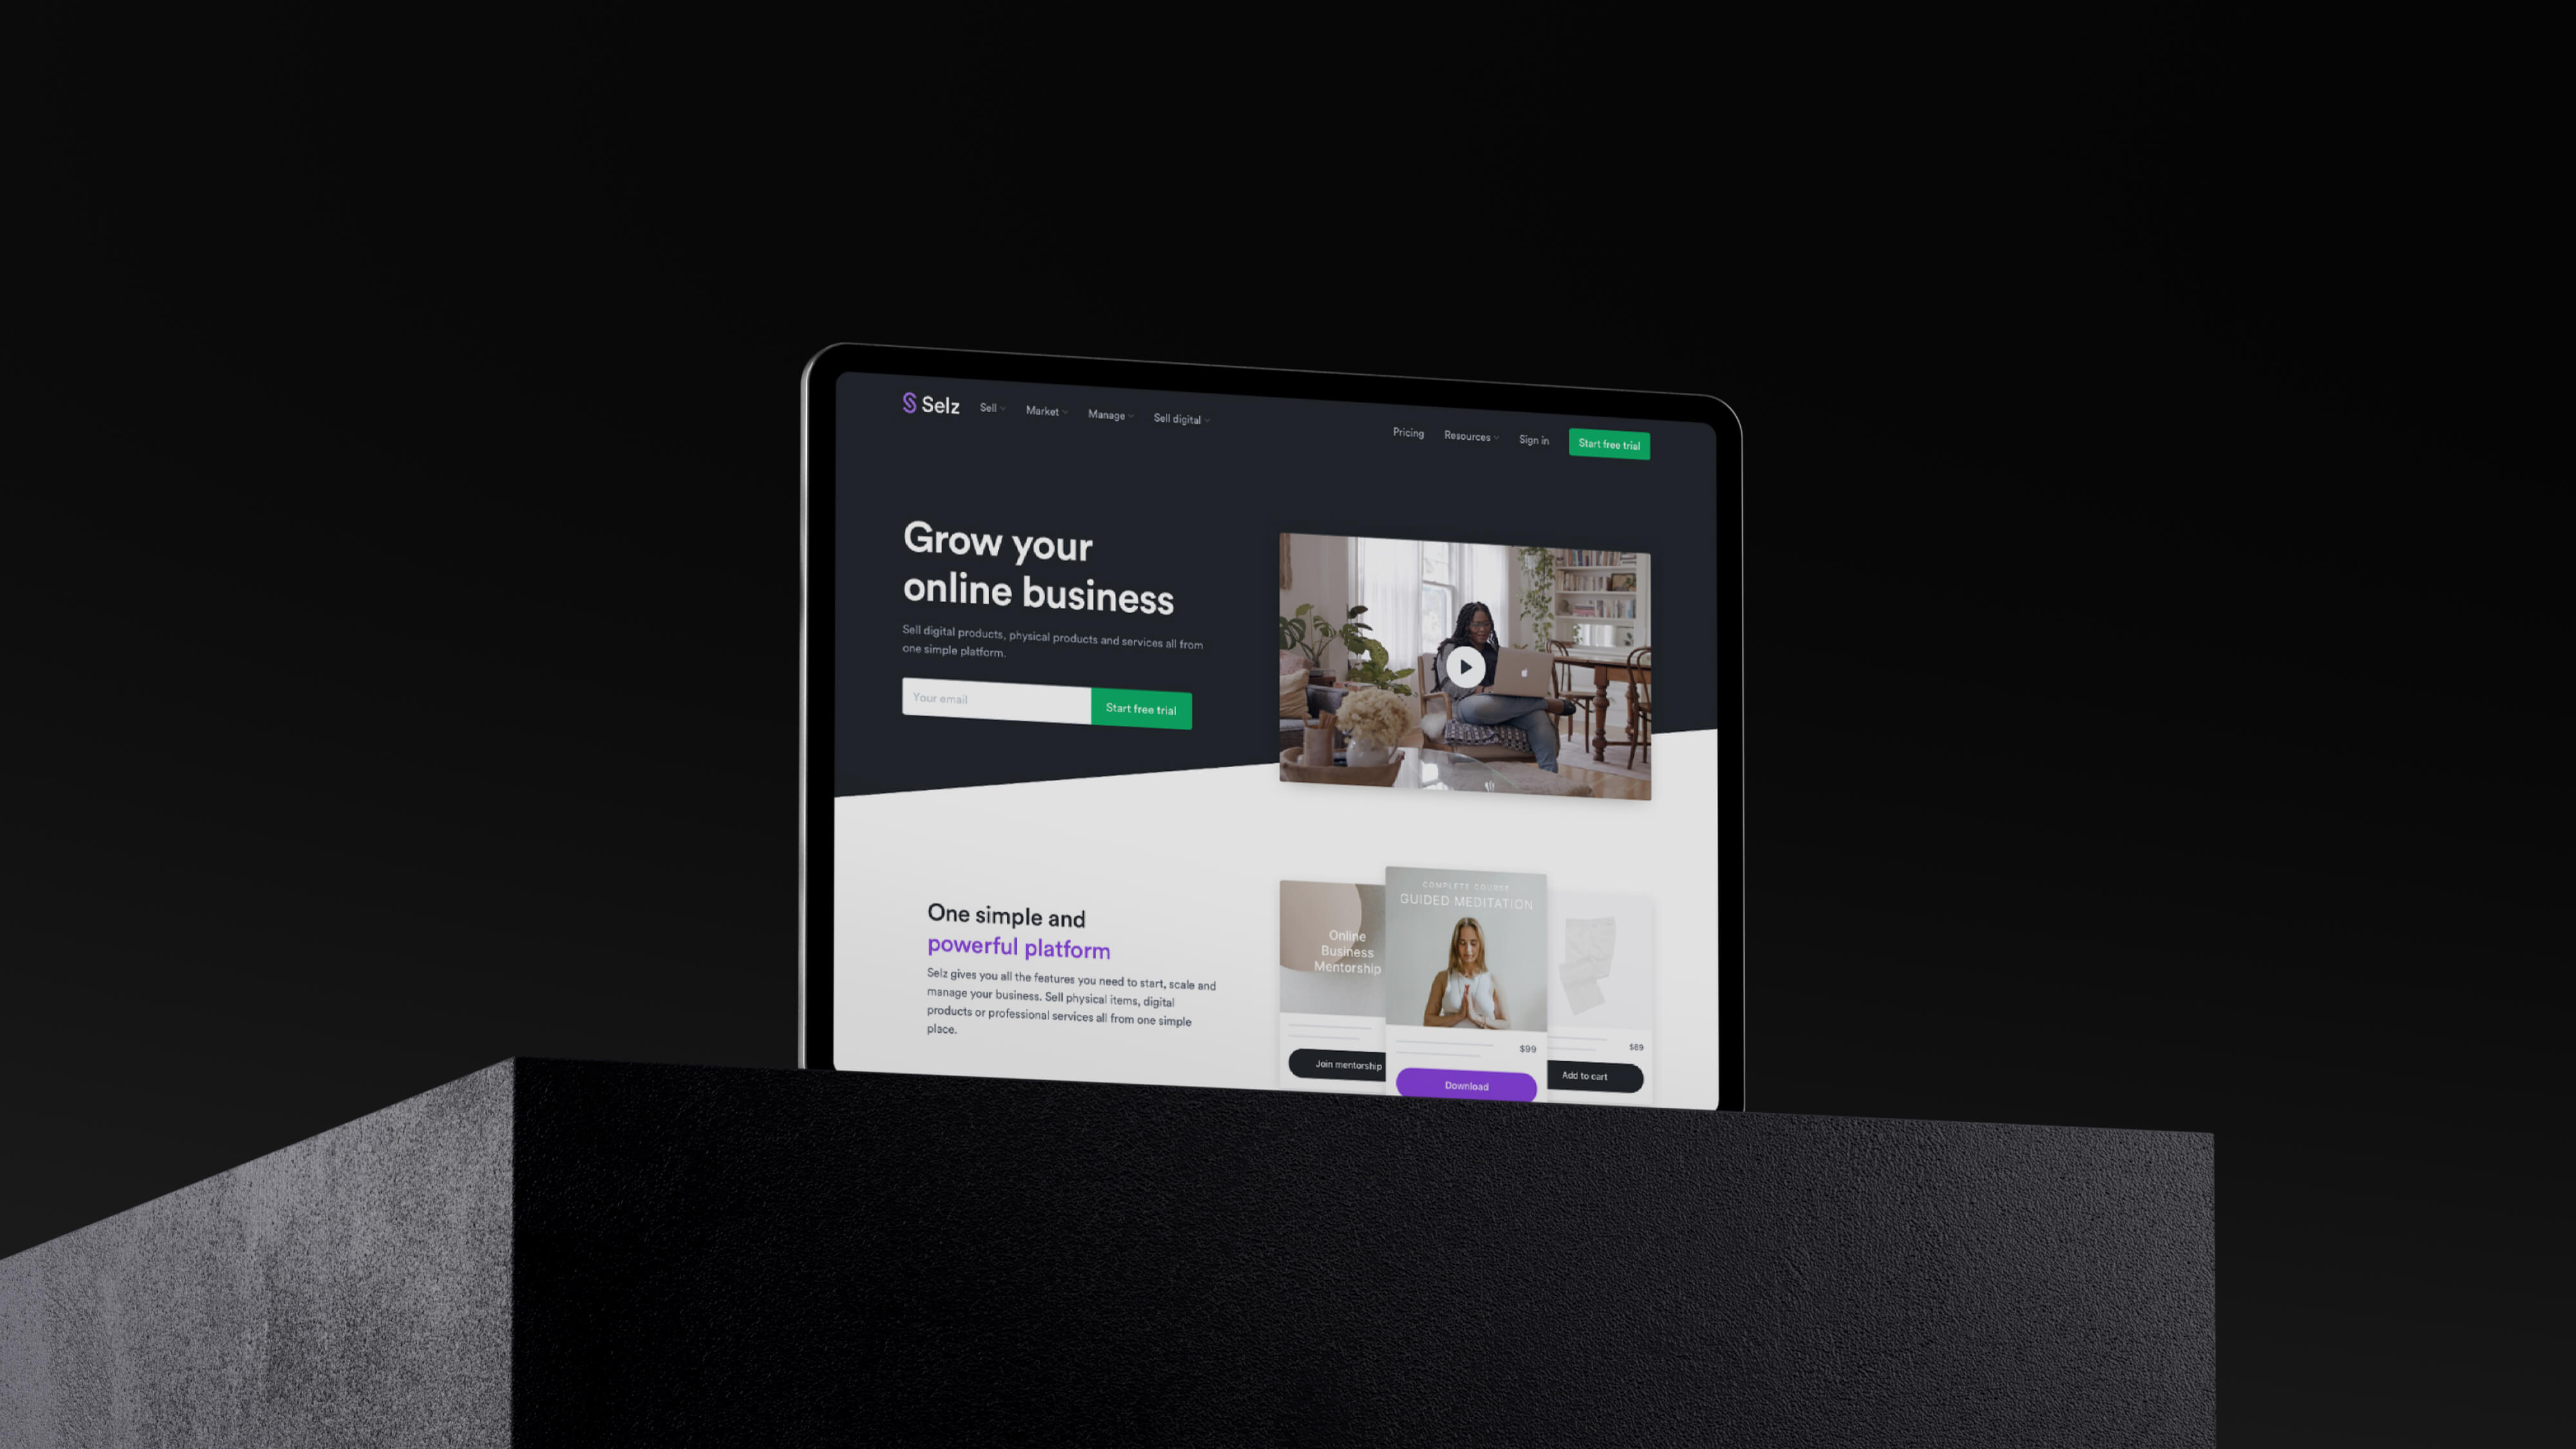 Selz
Sell
Market
Manage
Sell digital
Pricing
Resources
Sign in
Start free trial
Grow your
online business
Sell digital products, physical products and services all from
one simple platform.
Your email
Start free trial
One simple and
powerful platform
Selz gives you all the features you need to start, scale and
manage your business. Sell physical items, digital
products or professional services all from one simple
place.
Online
Business
Mentorship
Join mentorship
COMPLETE COURSE
GUIDED MEDITATION
$99
Download
$89
Add to cart